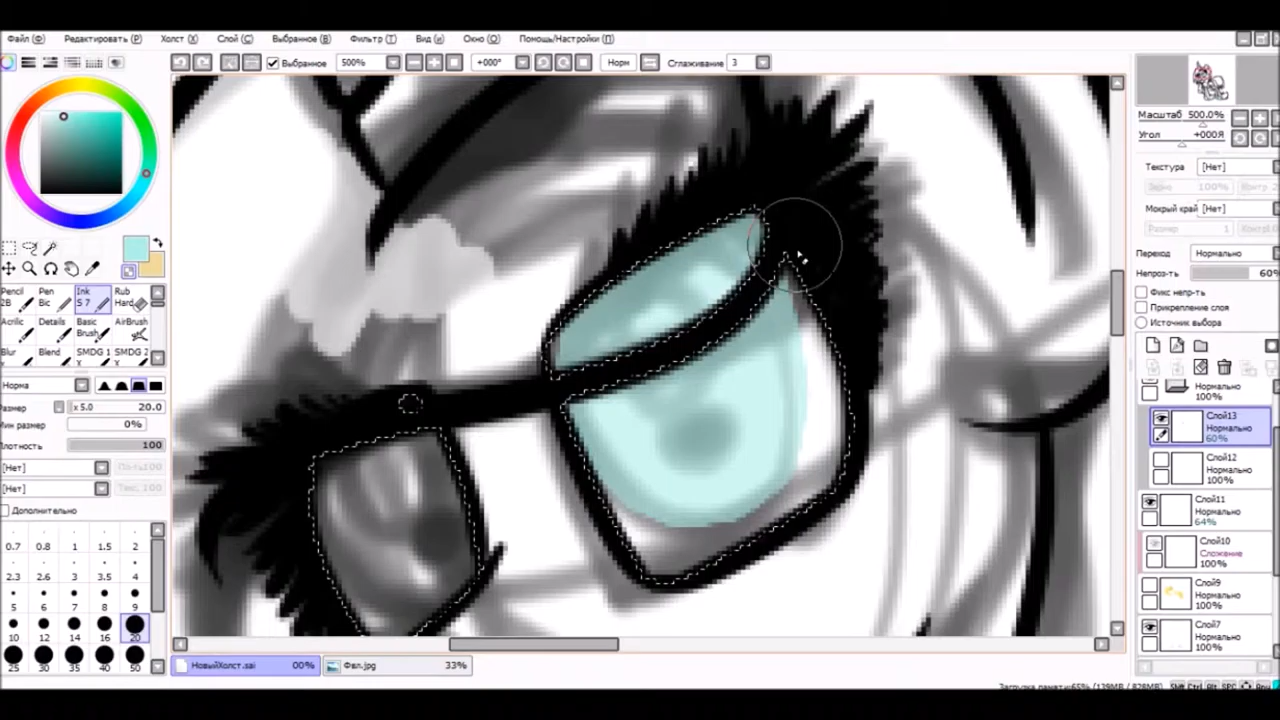 Файл (Ф) Редактировать (Р) Холст (Х) Слой (С) Выбранное (В) Фильтр (Т) Вид (и) Окно (О) Помощь/Настройки (П)
Выбранное 500% +000° Норм Сглаживание 3
Масштаб 500.0%
Угол +000Я
Текстура [Нет]
100%
Мокрый край [Нет]
Размер 1
Переход Нормально
Непроз-ть 60%
Фикс непр-ть
Прикрепление слоя
Источник выбора
Pencil Pen Ink Rub
2B Bic S 7 Hard
Acrilic Details Basic AirBrush
Brush
Blur Blend SMDG 1 SMDG 2
Норма
Размер x 5.0 20.0
Мин размер 0%
Плотность 100
[Нет]
[Нет]
Дополнительно
0.7 0.8 1 1.5 2
2.3 2.6 3 3.5 4
5 6 7 8 9
10 12 14 16 20
25 30 35 40 50
Нормально
100%
Слой13
Нормально
60%
Слой12
Нормально
100%
Слой11
Нормально
64%
Слой10
Сложение
100%
Слой9
Нормально
100%
Слой7
Нормально
100%
НовыйХолст.sai 00% Фвл.jpg 33%